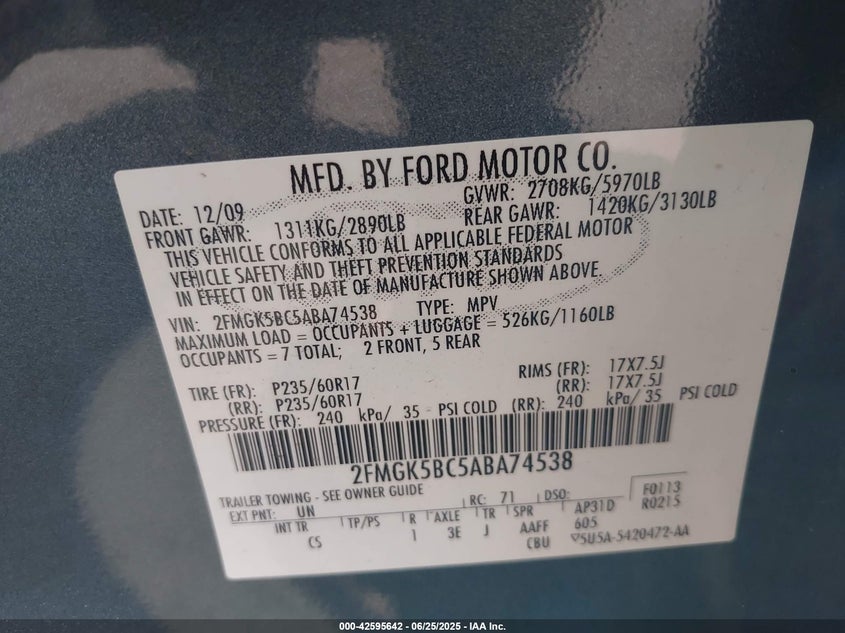 MFD. BY FORD MOTOR CO.
DATE: 12/09 GVWR: 2708KG/5970LB
FRONT GAWR: 1311KG/2890LB REAR GAWR: 1420KG/3130LB
THIS VEHICLE CONFORMS TO ALL APPLICABLE FEDERAL MOTOR
VEHICLE SAFETY AND THEFT PREVENTION STANDARDS
IN EFFECT ON THE DATE OF MANUFACTURE SHOWN ABOVE.
VIN: 2FMGK5BC5ABA74538 TYPE: MPV
MAXIMUM LOAD = OCCUPANTS + LUGGAGE = 526KG/1160LB
OCCUPANTS = 7 TOTAL; 2 FRONT, 5 REAR
TIRE (FR): P235/60R17 RIMS (FR): 17X7.5J
(RR): P235/60R17 (RR): 17X7.5J
PRESSURE (FR): 240 kPa/ 35 - PSI COLD (RR): 240 kPa/ 35 PSI COLD
2FMGK5BC5ABA74538
TRAILER TOWING - SEE OWNER GUIDE
EXT PNT: UN RC: 71 DSO: F0113
INT TR TP/PS R AXLE TR SPR AP31D R0215
CS 1 3E J AAFF 605
CBU 5U5A-5420472-AA
000-42595642 / 06/25/2025 - IAA Inc.